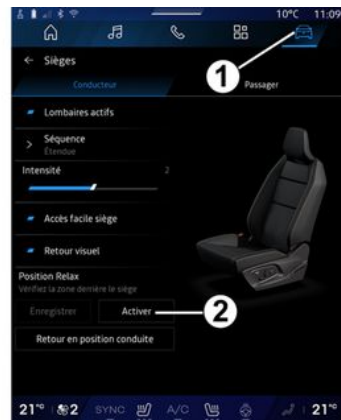 10°C 11:09
1
← Sièges
Conducteur Passager
Lombaires actifs
Séquence
Étendue
Intensité 2
Accès facile siège
Retour visuel
Position Relax
Vérifiez la zone derrière le siège
Enregistrer Activer 2
Retour en position conduite
21°C 2 SYNC A/C 21°C